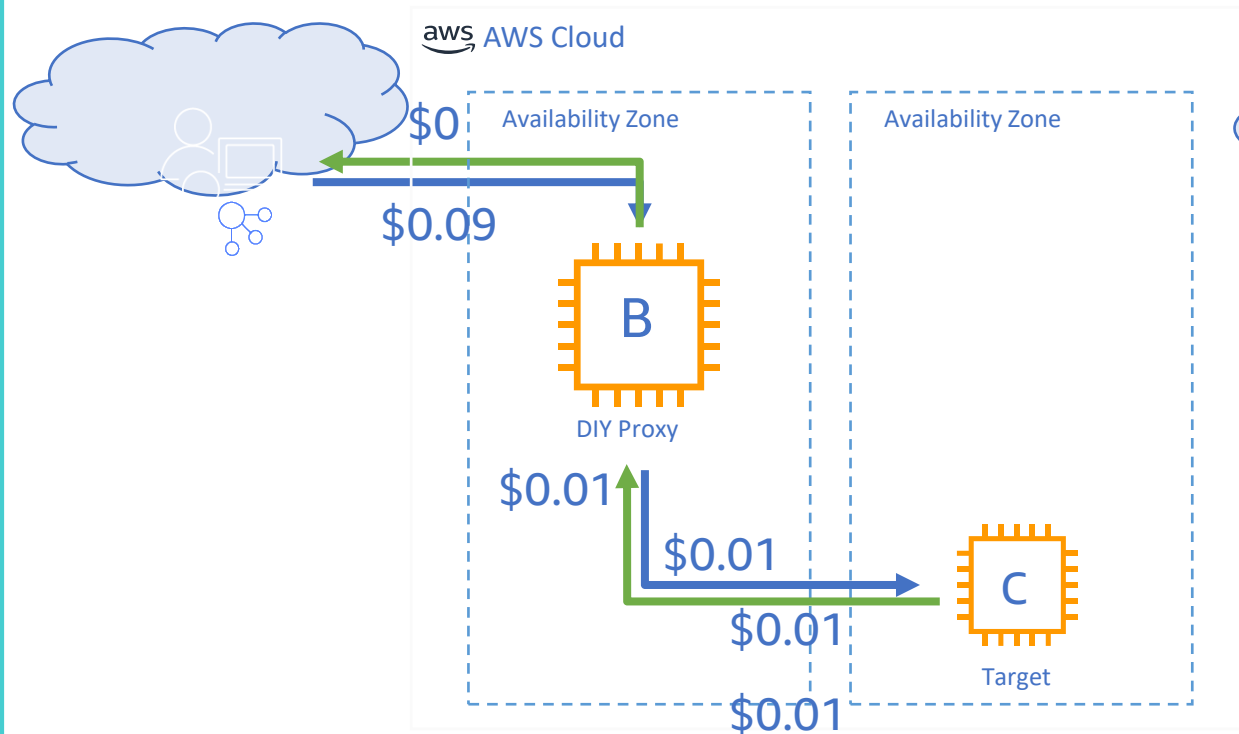 aws AWS Cloud
$0
Availability Zone
Availability Zone
$0.09
B
DIY Proxy
$0.01
$0.01
C
$0.01
Target
$0.01